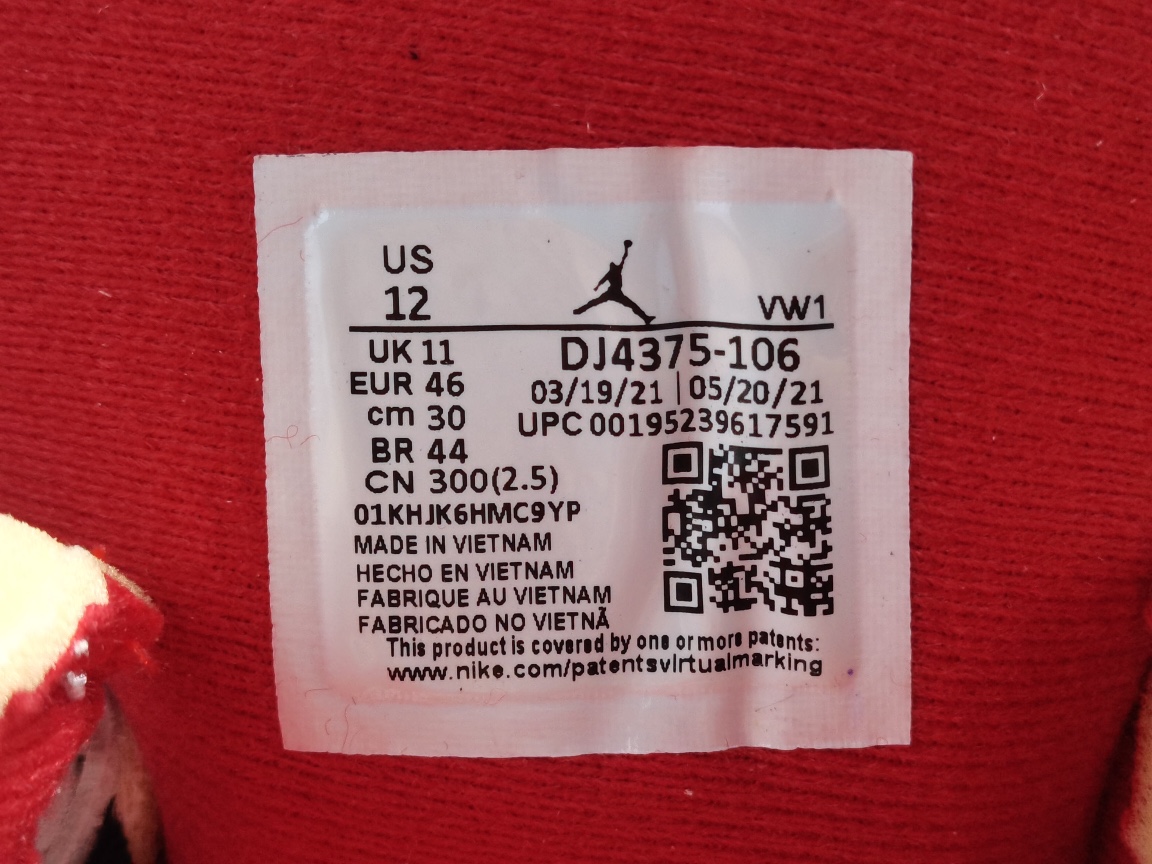 US
12
VW1
UK 11
DJ4375-106
EUR 46
03/19/21 | 05/20/21
cm 30
UPC 00195239617591
BR 44
CN 300(2.5)
01KHJK6HMC9YP
MADE IN VIETNAM
HECHO EN VIETNAM
FABRIQUE AU VIETNAM
FABRICADO NO VIETNÃ
This product is covered by one or more patents:
www.nike.com/patentsvirtualmarking